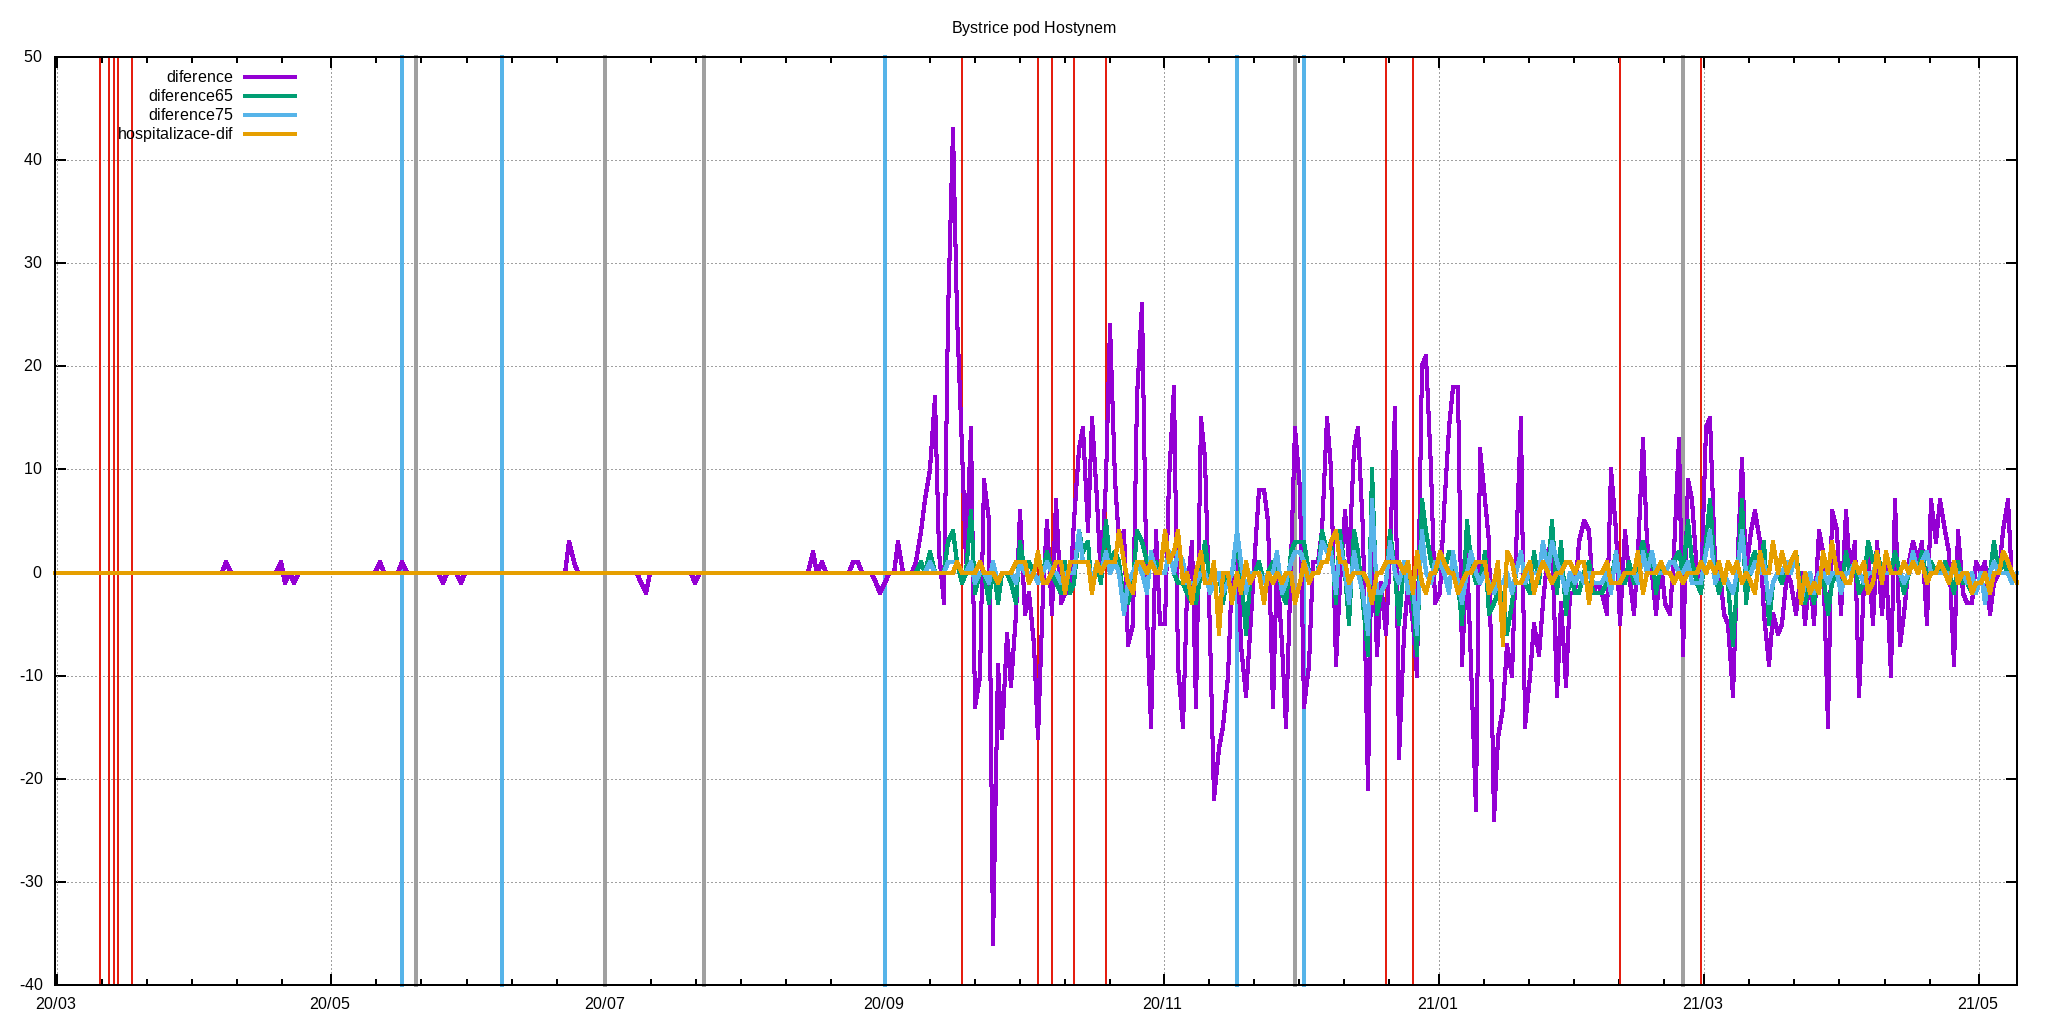 Bystrice pod Hostynem
50
40
30
20
10
0
-10
-20
-30
-40
diference
diference65
diference75
hospitalizace-dif
20/03 20/05 20/07 20/09 20/11 21/01 21/03 21/05